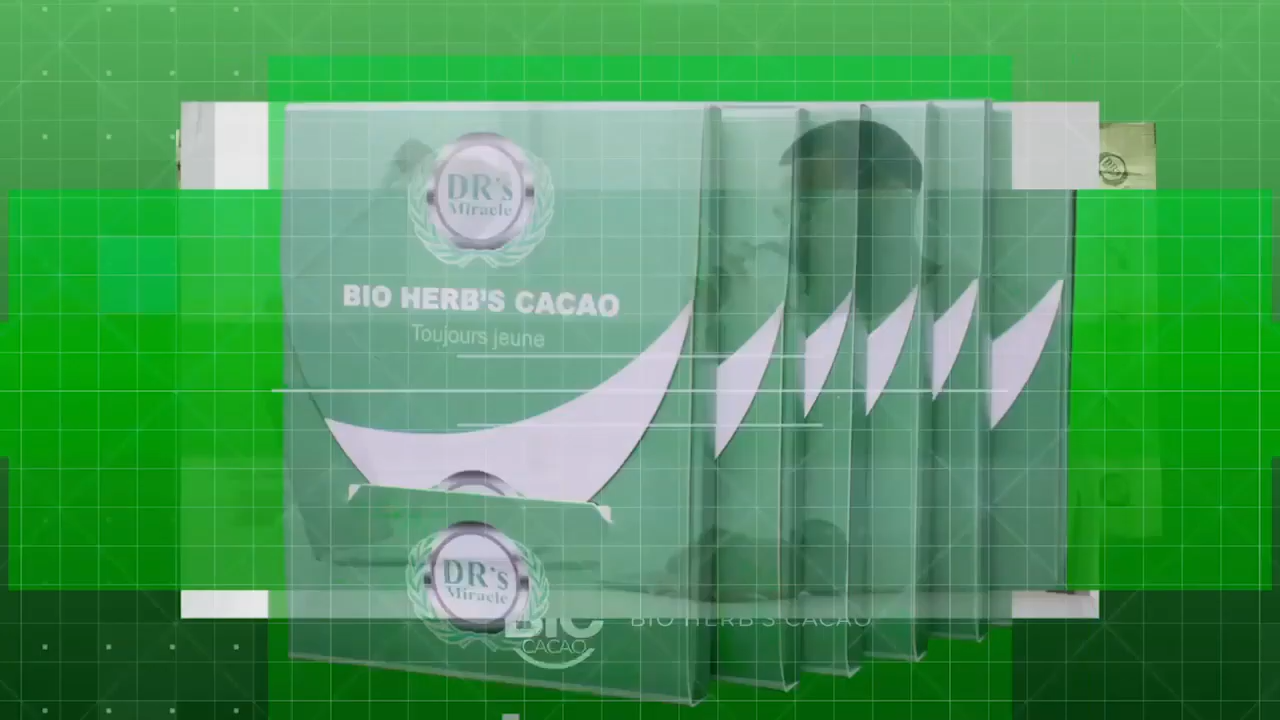 DR's
Miracle
BIO HERB'S CACAO
Toujours jeune
DR's
Miracle
BIO
CACAO
BIO HERB'S CACAO